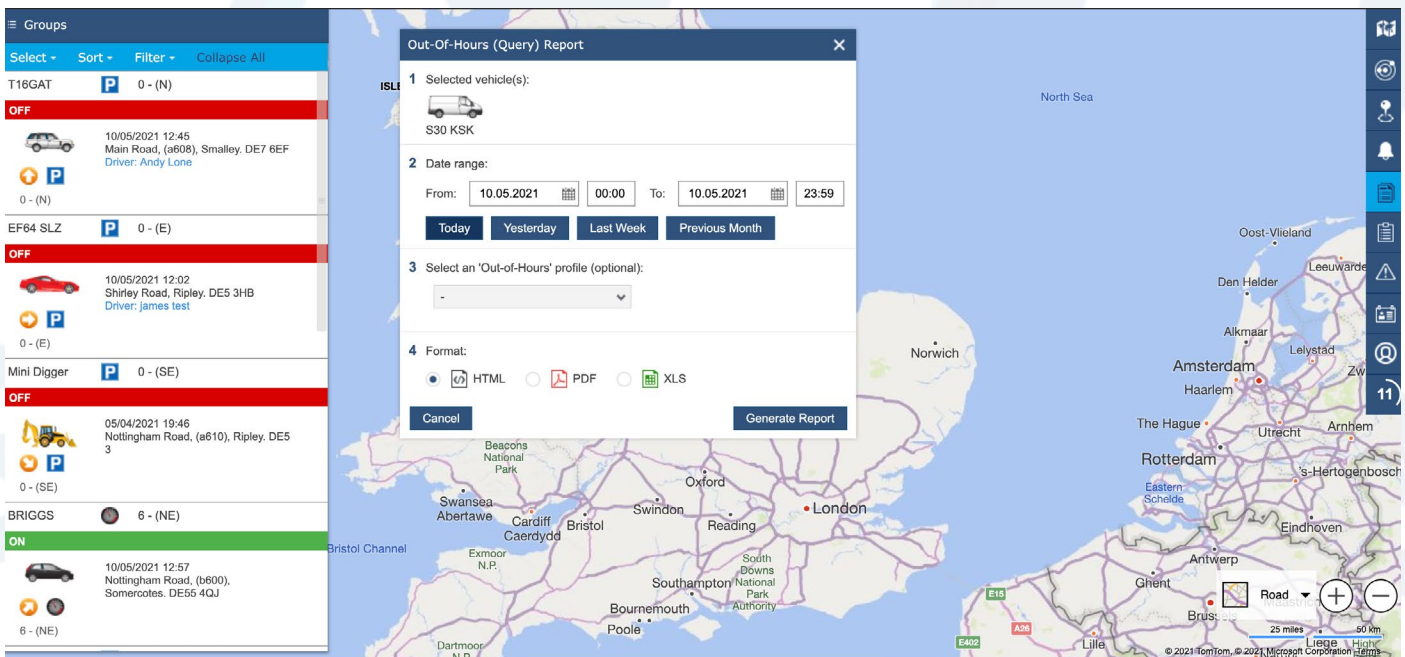 Groups
Select Sort Filter Collapse All
T16GAT P 0 - (N)
OFF
10/05/2021 12:45
Main Road, (a608), Smalley. DE7 6EF
Driver: Andy Lone
P
0 - (N)
EF64 SLZ P 0 - (E)
OFF
10/05/2021 12:02
Shirley Road, Ripley. DE5 3HB
Driver: james test
P
0 - (E)
Mini Digger P 0 - (SE)
OFF
05/04/2021 19:46
Nottingham Road, (a610), Ripley. DE5
3
P
0 - (SE)
BRIGGS 6 - (NE)
ON
10/05/2021 12:57
Nottingham Road, (b600),
Somercotes. DE55 4QJ
6 - (NE)
Out-Of-Hours (Query) Report
1 Selected vehicle(s):
S30 KSK
2 Date range:
From: 10.05.2021 00:00 To: 10.05.2021 23:59
Today Yesterday Last Week Previous Month
3 Select an 'Out-of-Hours' profile (optional):
-
4 Format:
HTML PDF XLS
Cancel Generate Report
North Sea
Oost-Vlieland
Leeuwarde
Den Helder
Alkmaar
Lelystad
Amsterdam
Zw
Haarlem
11
The Hague
Utrecht
Arnhem
Rotterdam
's-Hertogenbosch
Eastern
Schelde
Eindhoven
Antwerp
Ghent
Norwich
Beacons
National
Park
Oxford
Swansea
Abertawe
Cardiff
Caerdydd
Bristol
Swindon
Reading
London
Bristol Channel
Exmoor
N.P.
South
Downs
National
Park
Authority
Southampton
Bournemouth
Poole
Dartmoor
N.P.
E15
A26
E402
Lille
Road
25 miles 50 km
Liege
© 2021 TomTom, © 2021 Microsoft Corporation Terms